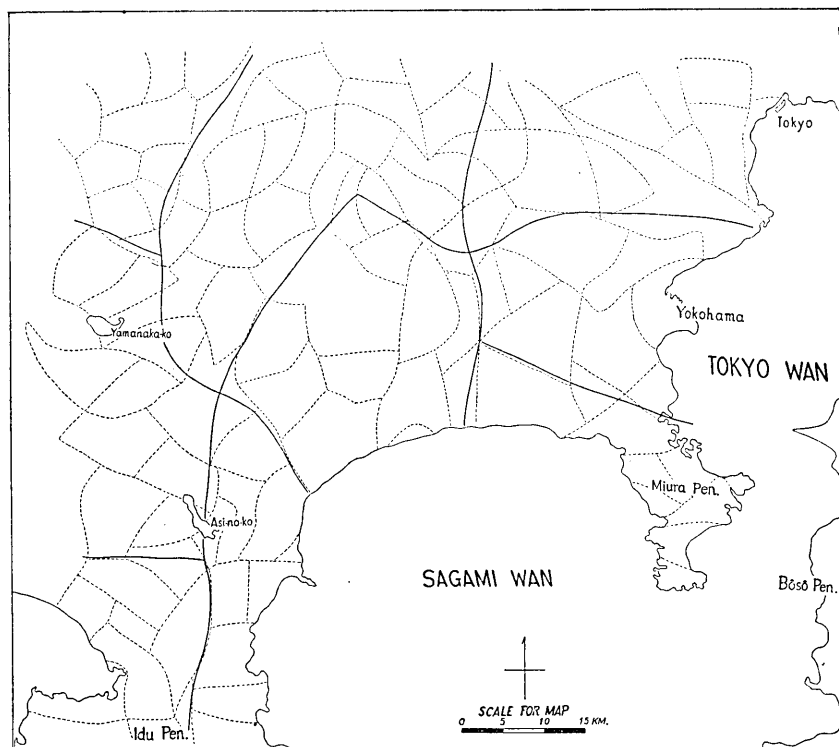 Tokyo
Yokohama
Yamanaka-ko
TOKYO WAN
Miura Pen.
Asi-no-ko
SAGAMI WAN
Bōsō Pen.
SCALE FOR MAP
0 5 10 15 KM.
Idu Pen.